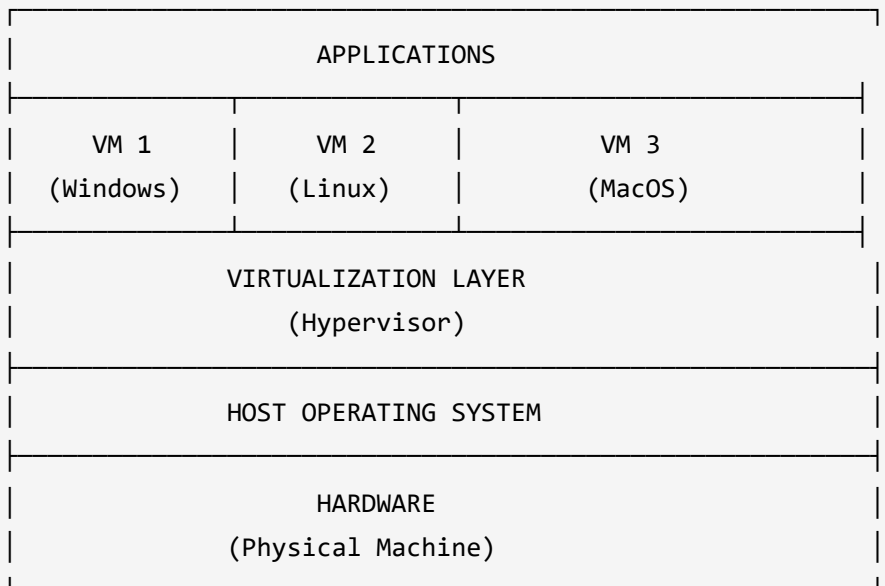 APPLICATIONS
VM 1 VM 2 VM 3
(Windows) (Linux) (MacOS)
VIRTUALIZATION LAYER
(Hypervisor)
HOST OPERATING SYSTEM
HARDWARE
(Physical Machine)